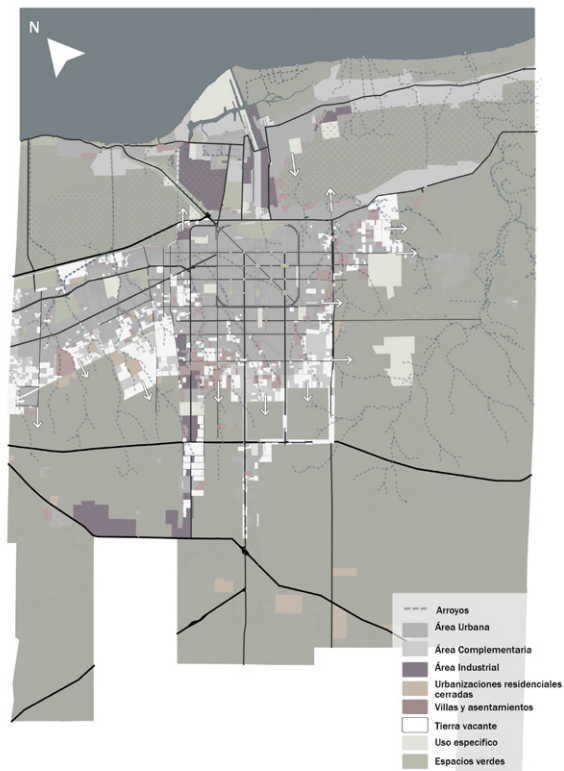 N
Arroyos
Área Urbana
Área Complementaria
Área Industrial
Urbanizaciones residenciales
cerradas
Villas y asentamientos
Tierra vacante
Uso específico
Espacios verdes